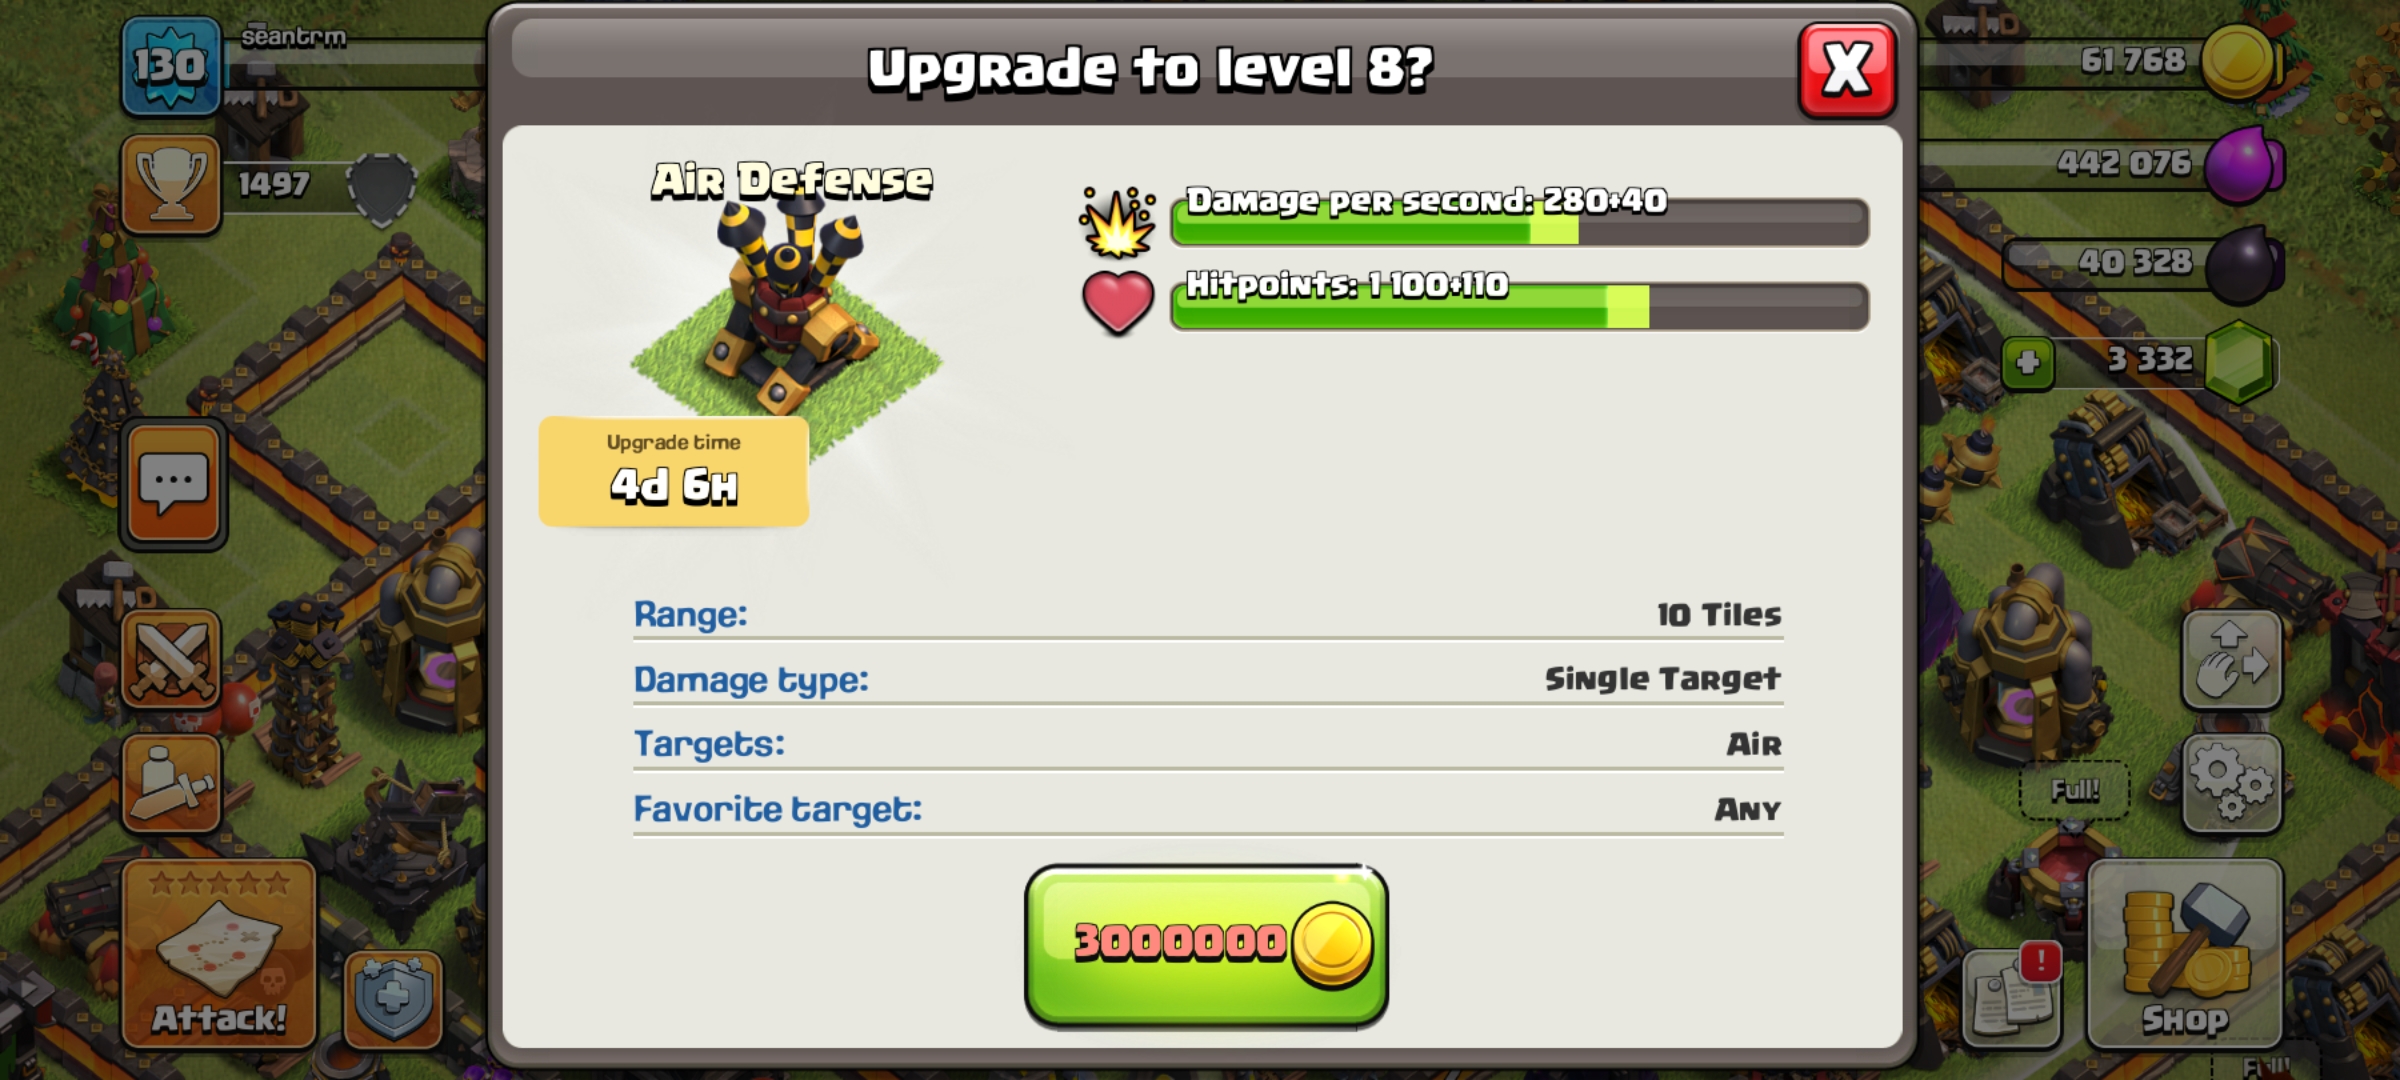 130
seantrm
1497
Upgrade to level 8?
X
61 768
442 076
40 328
3 332
Air Defense
Damage per second: 280+40
Hitpoints: 1 100+110
Upgrade time
4d 6H
Range: 10 Tiles
Damage type: Single Target
Targets: Air
Favorite target: Any
3000000
Attack!
Full!
!
Shop
Full!